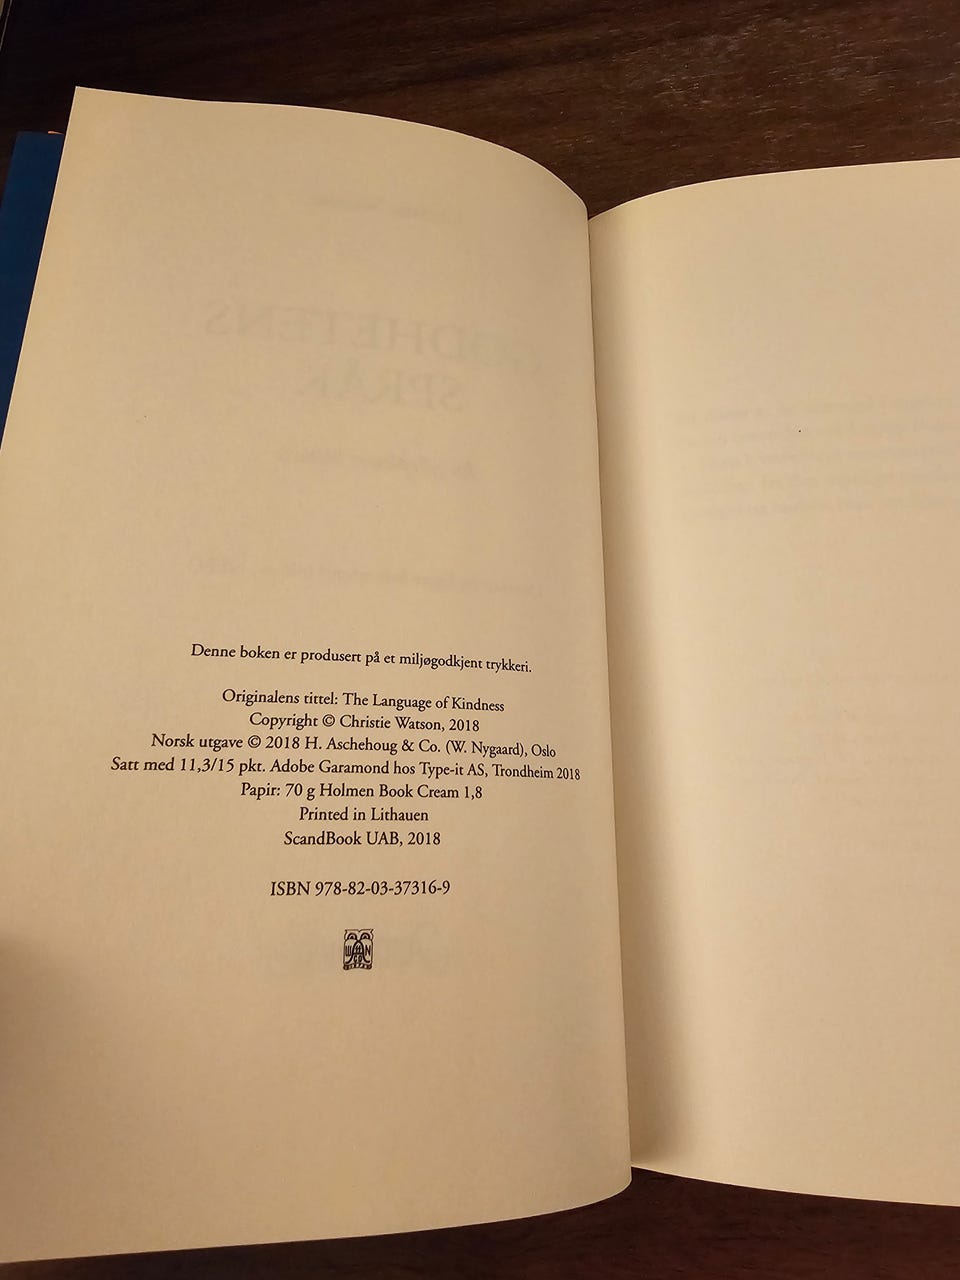 GODHETENS
SPRÅK
Denne boken er produsert på et miljøgodkjent trykkeri.
Originalens tittel: The Language of Kindness
Copyright © Christie Watson, 2018
Norsk utgave © 2018 H. Aschehoug & Co. (W. Nygaard), Oslo
Satt med 11,3/15 pkt. Adobe Garamond hos Type-it AS, Trondheim 2018
Papir: 70 g Holmen Book Cream 1,8
Printed in Lithauen
ScandBook UAB, 2018
ISBN 978-82-03-37316-9